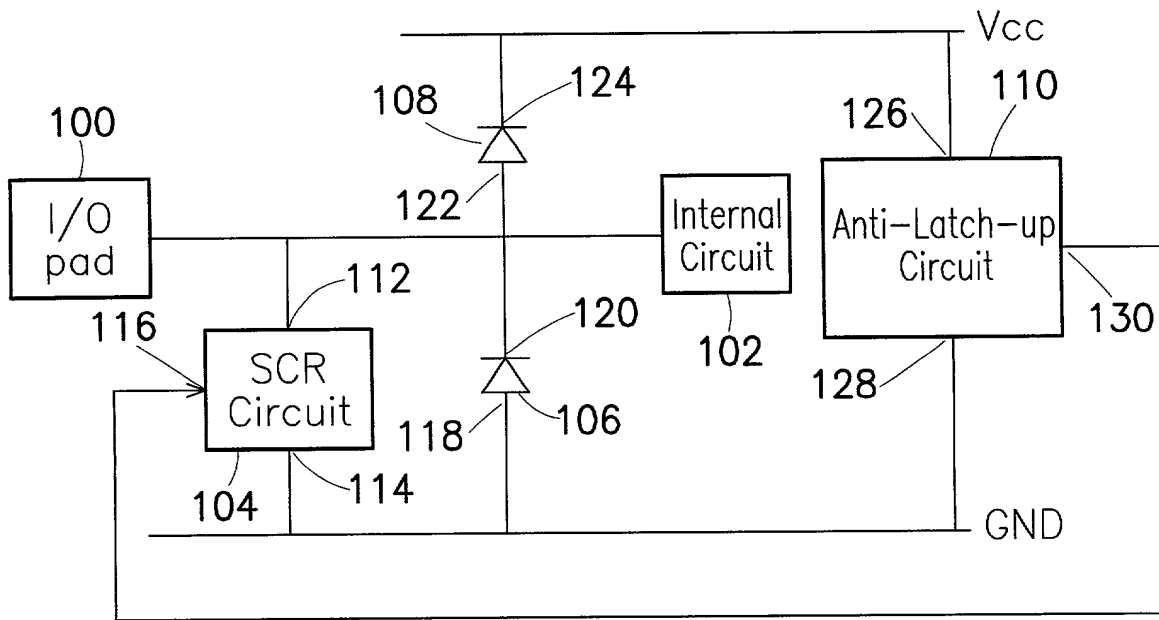 Vcc
124
108
110
126
100
I/O
pad
122
Internal
Circuit
Anti-Latch-up
Circuit
112
130
116
120
102
SCR
Circuit
128
118
106
104
114
GND